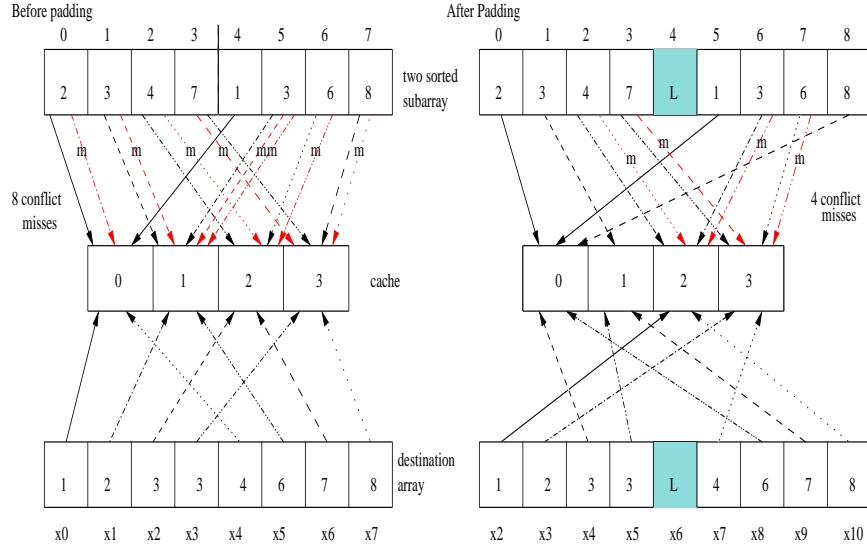 Before padding
After Padding
0 1 2 3 4 5 6 7
0 1 2 3 4 5 6 7 8
2 3 4 7 1 3 6 8
two sorted
subarray
2 3 4 7 L 1 3 6 8
m m m m mm m
m m m
8 conflict
misses
4 conflict
misses
0 1 2 3
cache
0 1 2 3
1 2 3 3 4 6 7 8
destination
array
1 2 3 3 L 4 6 7 8
x0 x1 x2 x3 x4 x5 x6 x7
x2 x3 x4 x5 x6 x7 x8 x9 x10